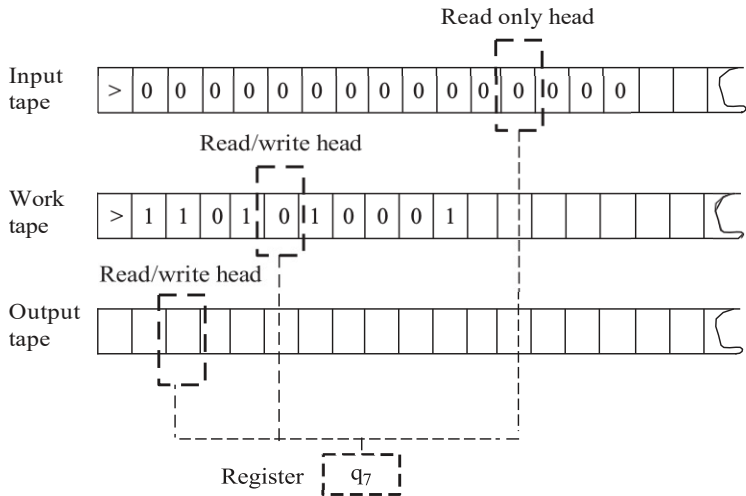 Read only head
Input tape
> 0 0 0 0 0 0 0 0 0 0 0 0 0 0 0
Read/write head
Work tape
> 1 1 0 1 0 1 0 0 0 1
Read/write head
Output tape
Register q7